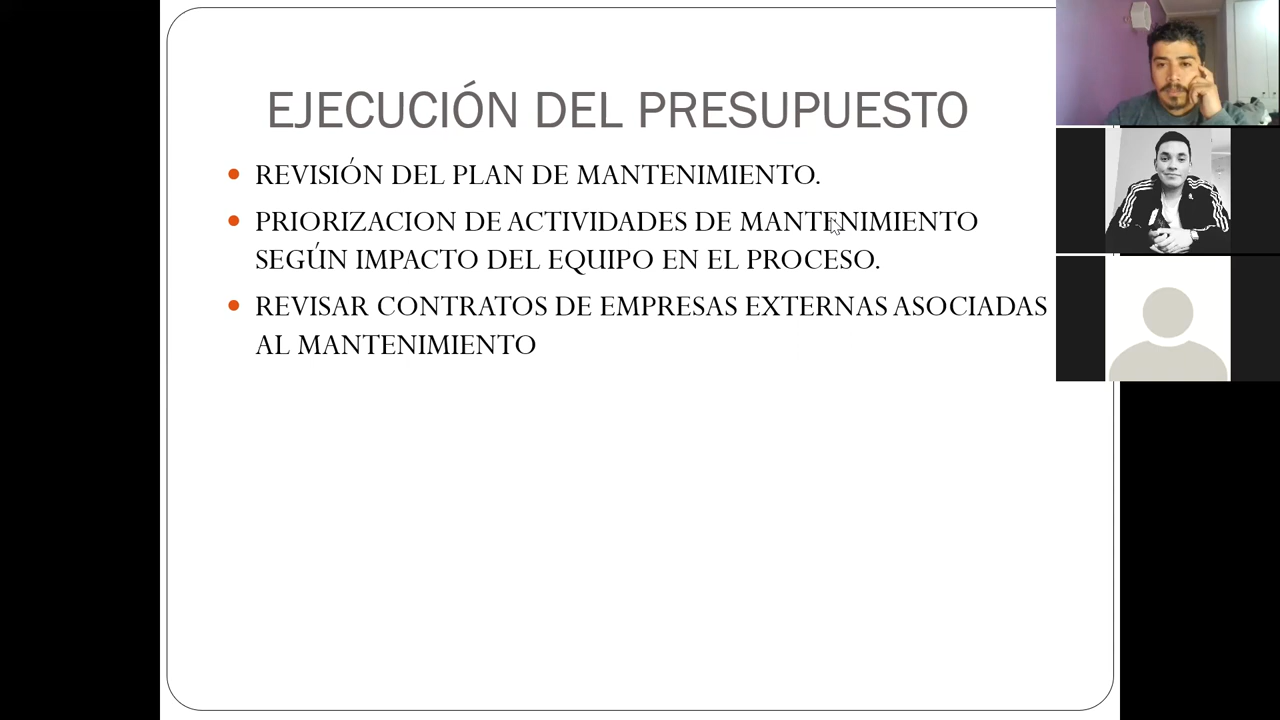 EJECUCIÓN DEL PRESUPUESTO
REVISIÓN DEL PLAN DE MANTENIMIENTO.
PRIORIZACION DE ACTIVIDADES DE MANTENIMIENTO
SEGÚN IMPACTO DEL EQUIPO EN EL PROCESO.
REVISAR CONTRATOS DE EMPRESAS EXTERNAS ASOCIADAS
AL MANTENIMIENTO